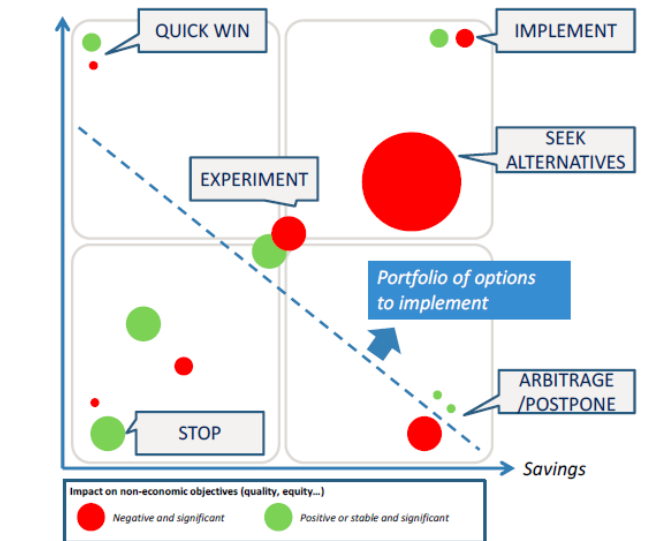 QUICK WIN
IMPLEMENT
SEEK
ALTERNATIVES
EXPERIMENT
Portfolio of options
to implement
ARBITRAGE
/POSTPONE
STOP
Savings
Impact on non-economic objectives (quality, equity...)
Negative and significant
Positive or stable and significant